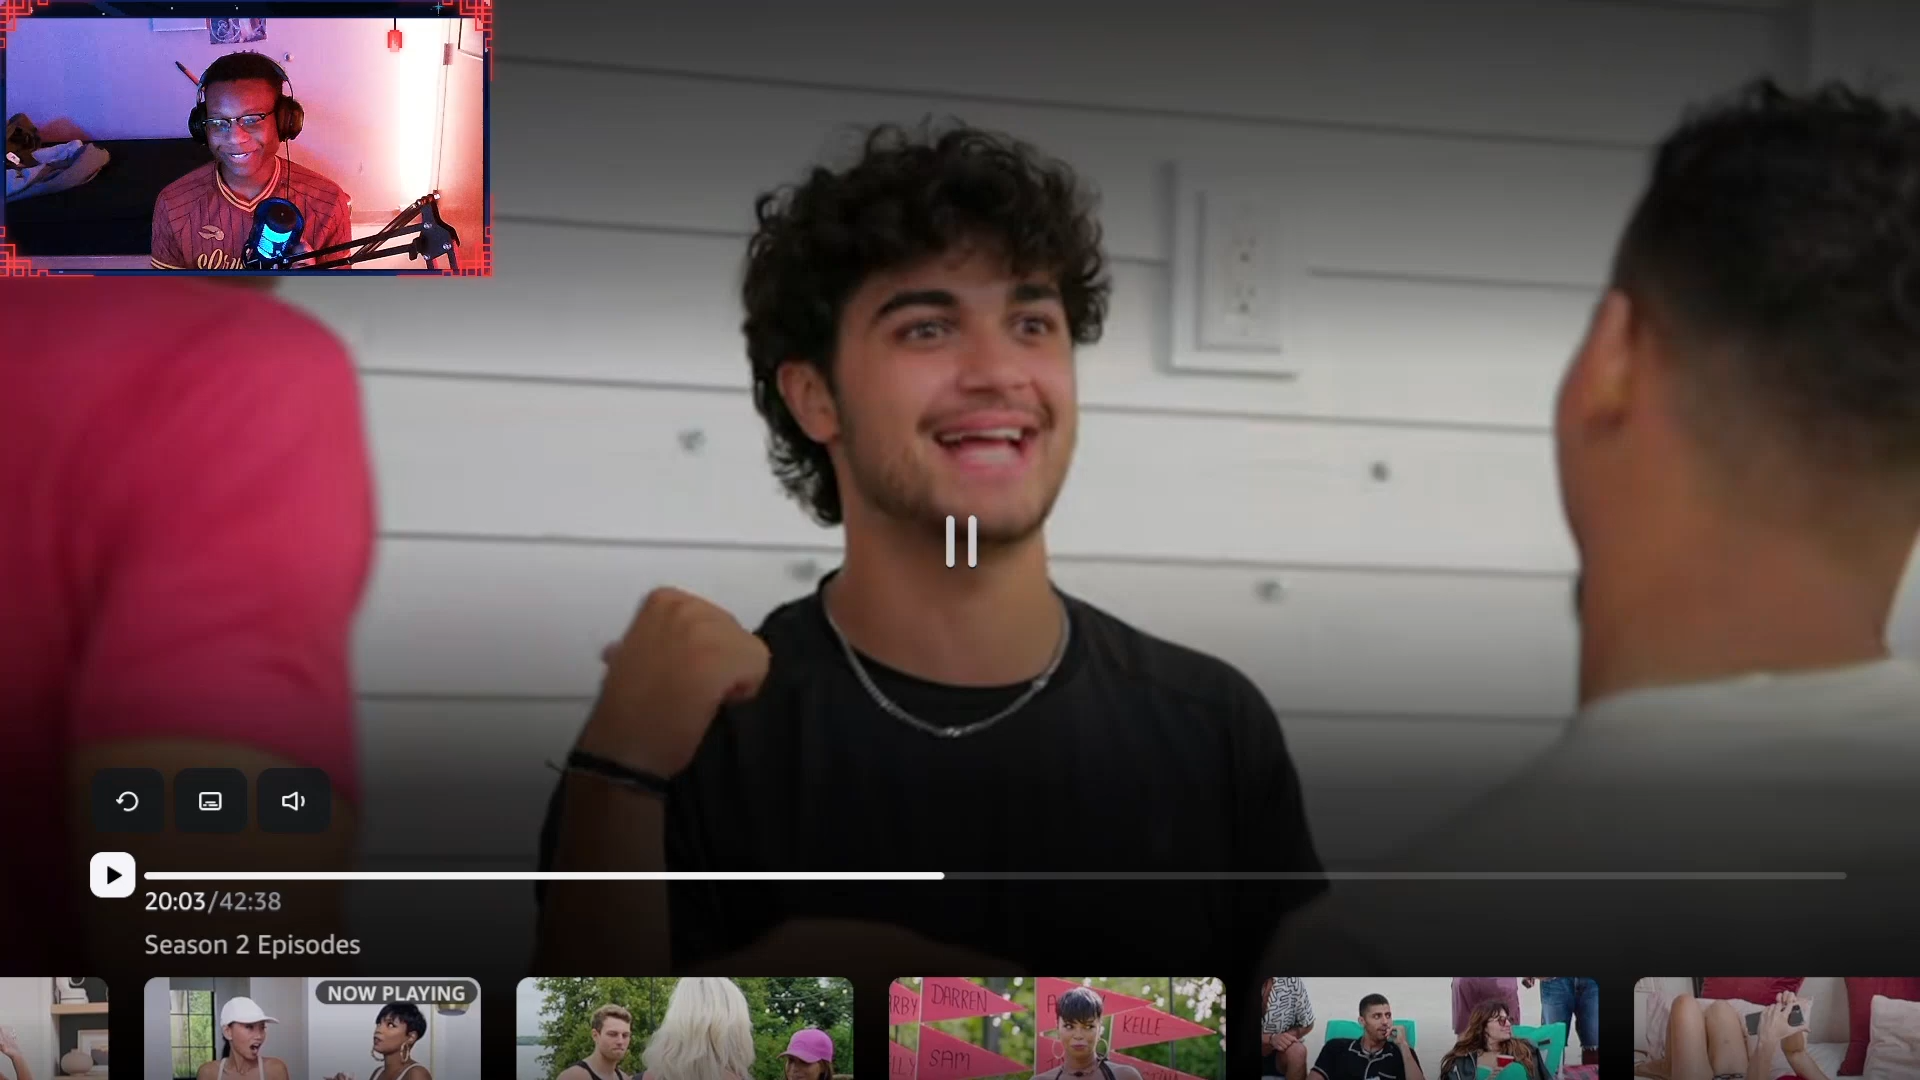 20:03/42:38
Season 2 Episodes
NOW PLAYING
DARREN
KELLE
SAM